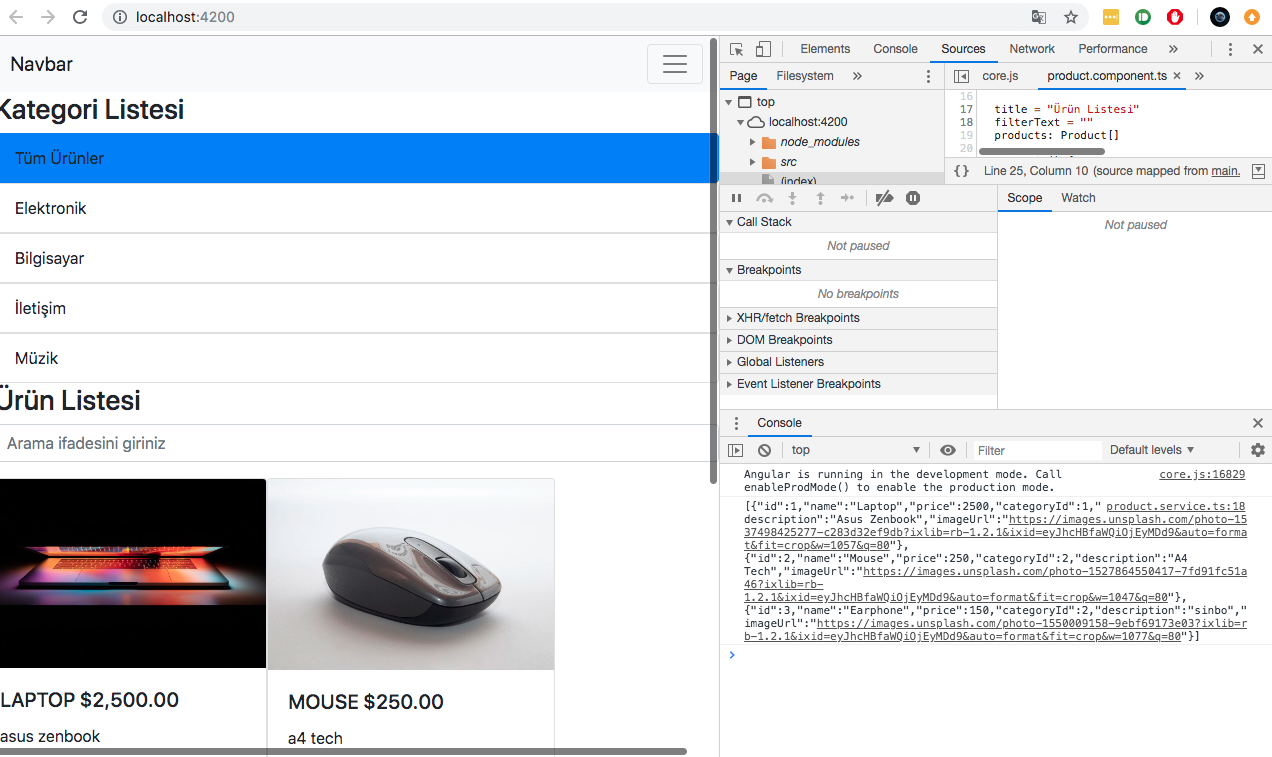 localhost:4200
Navbar
Kategori Listesi
Tüm Ürünler
Elektronik
Bilgisayar
İletişim
Müzik
Ürün Listesi
Arama ifadesini giriniz
LAPTOP $2,500.00
asus zenbook
MOUSE $250.00
a4 tech
Elements Console Sources Network Performance »
Page Filesystem »
top
localhost:4200
node_modules
src
(index)
core.js product.component.ts × »
16
17 title = "Ürün Listesi"
18 filterText = ""
19 products: Product[]
20
{} Line 25, Column 10 (source mapped from main.
Call Stack
Not paused
Breakpoints
No breakpoints
XHR/fetch Breakpoints
DOM Breakpoints
Global Listeners
Event Listener Breakpoints
Scope Watch
Not paused
Console
top Filter Default levels ▼
Angular is running in the development mode. Call core.js:16829
enableProdMode() to enable the production mode.
[{"id":1,"name":"Laptop","price":2500,"categoryId":1," product.service.ts:18
description":"Asus Zenbook","imageUrl":"https://images.unsplash.com/photo-15
37498425277-c283d32ef9db?ixlib=rb-1.2.1&ixid=eyJhcHBfaWQiOjEyMDd9&auto=forma
t&fit=crop&w=1057&q=80"},
{"id":2,"name":"Mouse","price":250,"categoryId":2,"description":"A4
Tech","imageUrl":"https://images.unsplash.com/photo-1527864550417-7fd91fc51a
46?ixlib=rb-
1.2.1&ixid=eyJhcHBfaWQiOjEyMDd9&auto=format&fit=crop&w=1047&q=80"},
{"id":3,"name":"Earphone","price":150,"categoryId":2,"description":"sinbo","
imageUrl":"https://images.unsplash.com/photo-1550009158-9ebf69173e03?ixlib=r
b-1.2.1&ixid=eyJhcHBfaWQiOjEyMDd9&auto=format&fit=crop&w=1077&q=80"}]